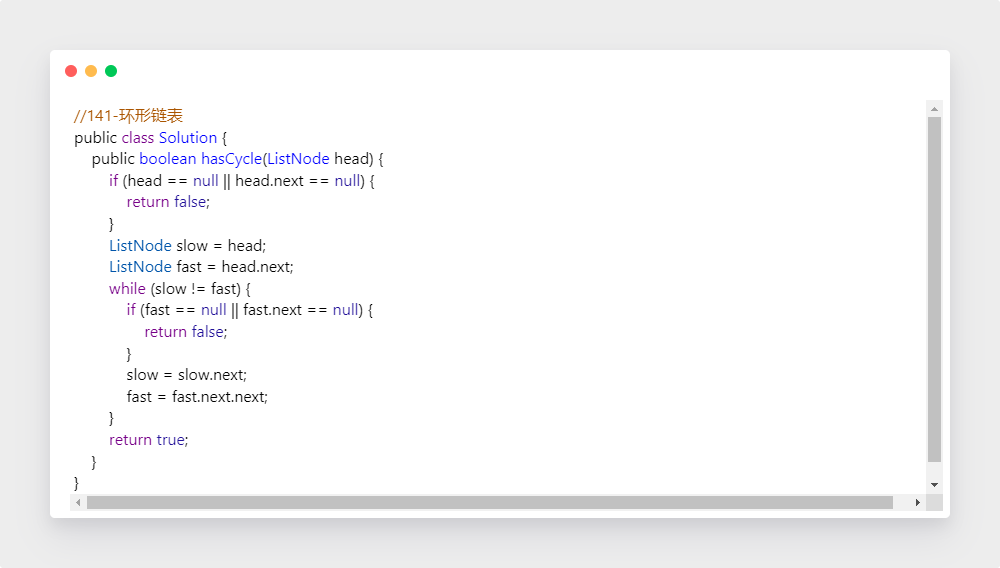 //141-环形链表
public class Solution {
    public boolean hasCycle(ListNode head) {
        if (head == null || head.next == null) {
            return false;
        }
        ListNode slow = head;
        ListNode fast = head.next;
        while (slow != fast) {
            if (fast == null || fast.next == null) {
                return false;
            }
            slow = slow.next;
            fast = fast.next.next;
        }
        return true;
    }
}